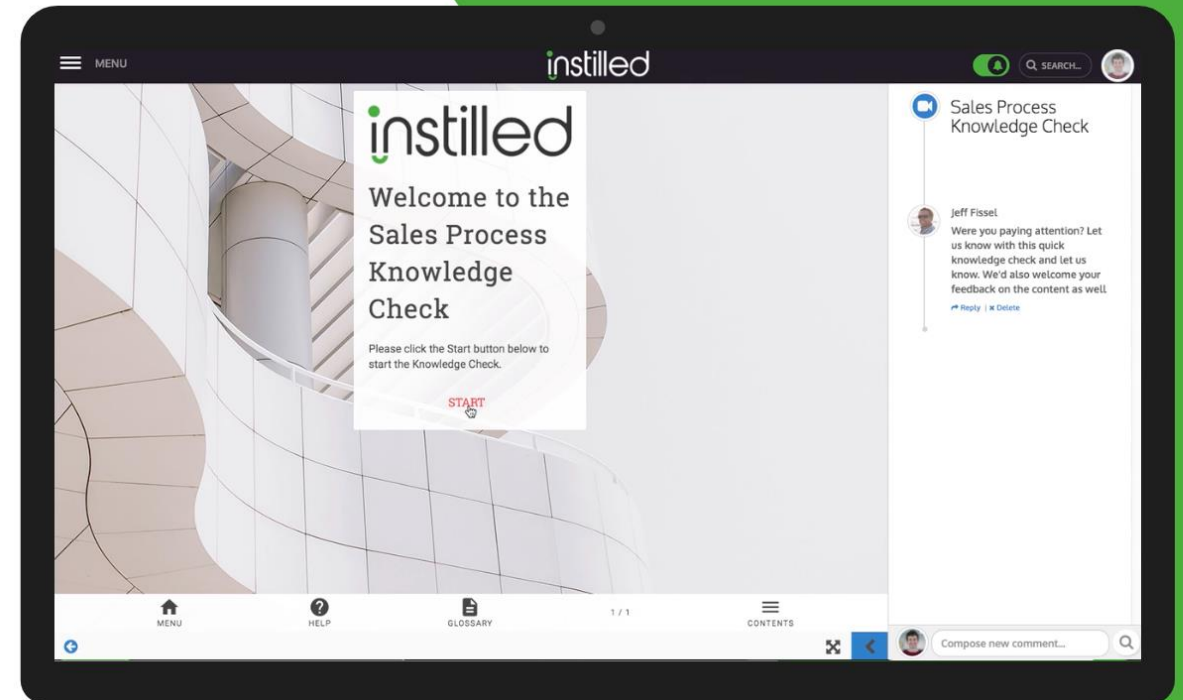 MENU
instilled
SEARCH...
instilled
Welcome to the
Sales Process
Knowledge
Check
Please click the Start button below to
start the Knowledge Check.
START
Sales Process
Knowledge Check
Jeff Fissel
Were you paying attention? Let
us know with this quick
knowledge check and let us
know. We'd also welcome your
feedback on the content as well
Reply | x Delete
MENU
HELP
GLOSSARY
1 / 1
CONTENTS
Compose new comment...